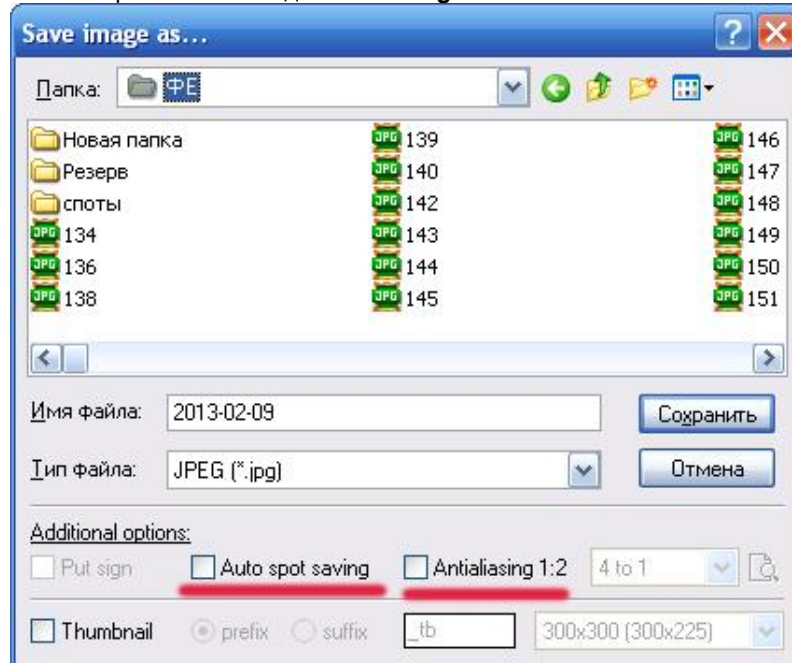 Save image as...
Папка: ФЕ
Новая папка 139 146
Резерв 140 147
споты 142 148
134 143 149
136 144 150
138 145 151
Имя файла: 2013-02-09 Сохранить
Тип файла: JPEG (*.jpg) Отмена
Additional options:
Put sign Auto spot saving Antialiasing 1:2 4 to 1
Thumbnail prefix suffix _tb 300x300 (300x225)